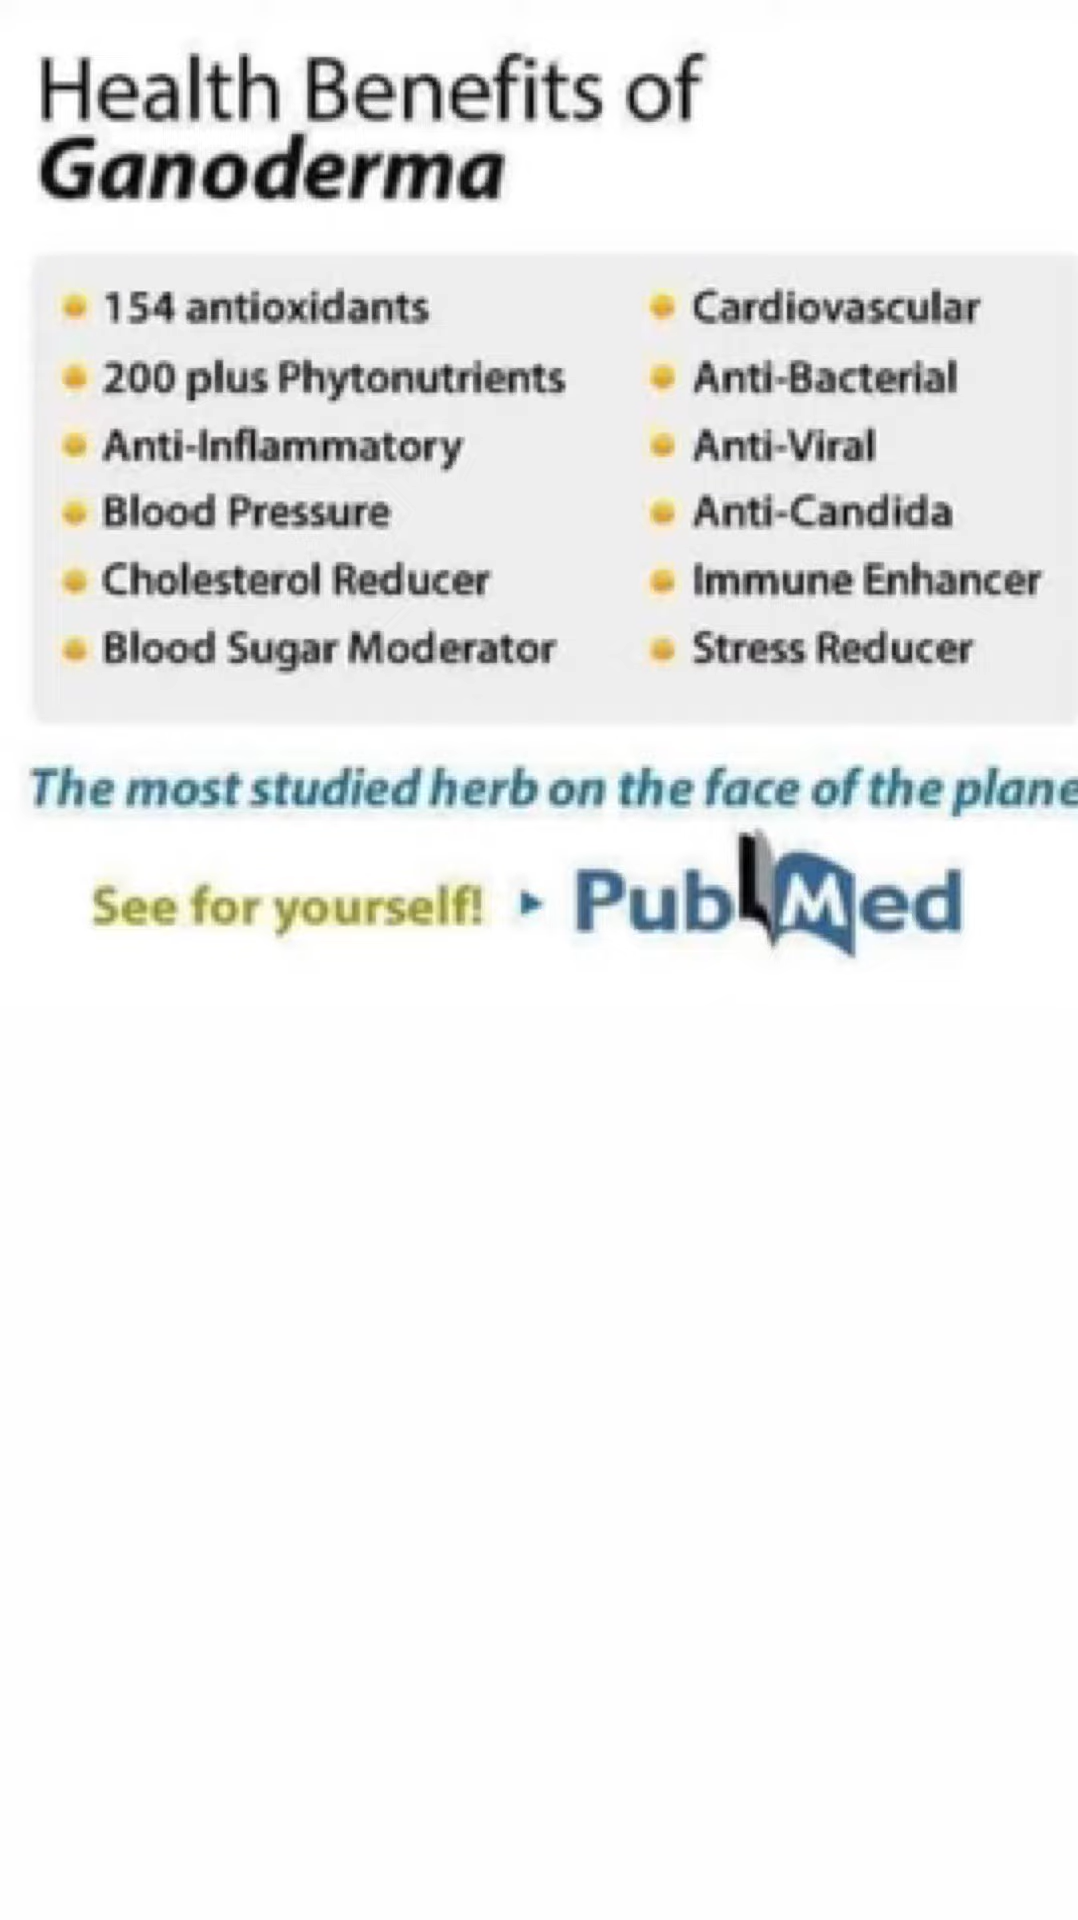 Health Benefits of
Ganoderma
154 antioxidants
200 plus Phytonutrients
Anti-Inflammatory
Blood Pressure
Cholesterol Reducer
Blood Sugar Moderator
Cardiovascular
Anti-Bacterial
Anti-Viral
Anti-Candida
Immune Enhancer
Stress Reducer
The most studied herb on the face of the plane
See for yourself! PubMed